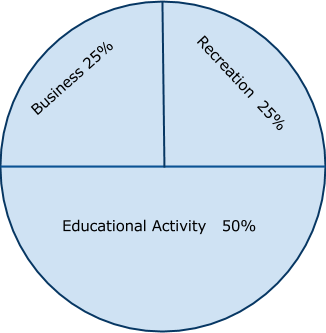 Business 25%
Recreation 25%
Educational Activity 50%